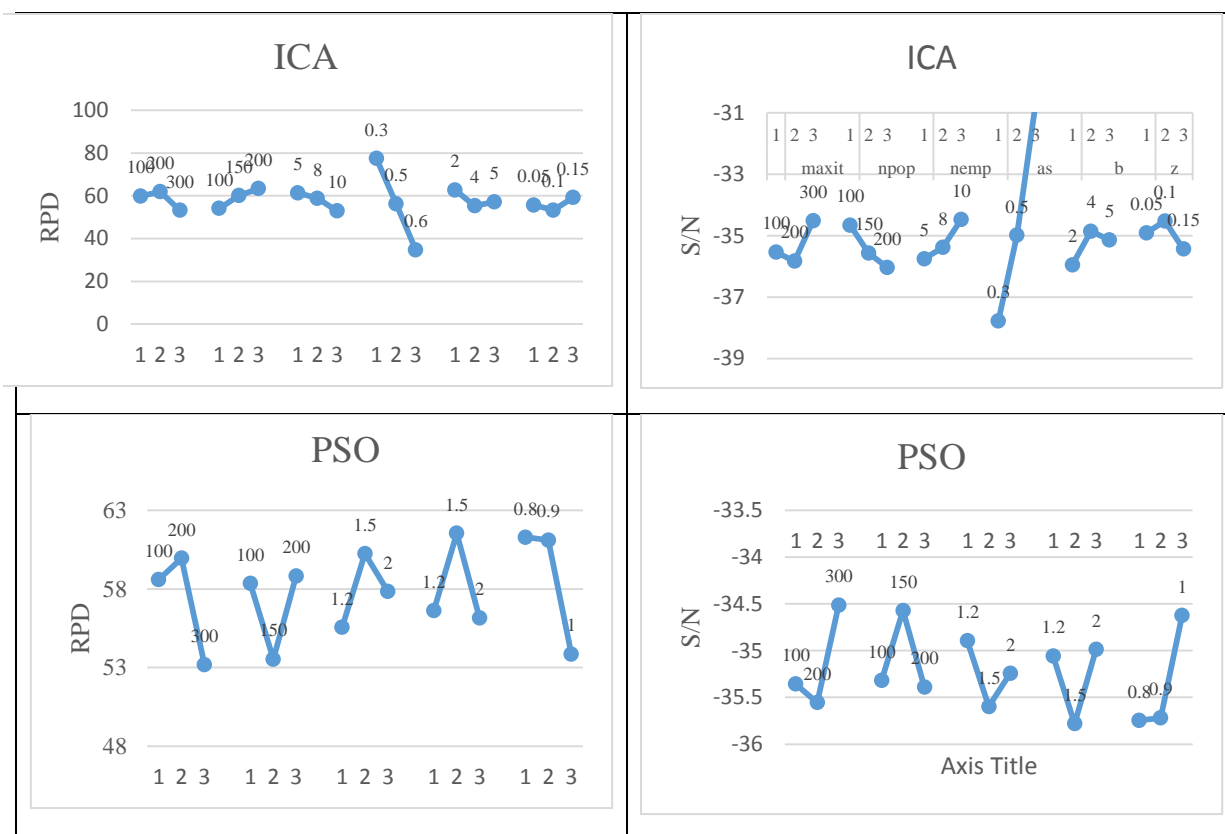 ICA
100
80
60
40
20
0
RPD
100 200 300
100 150 200
5 8 10
0.3 0.5 0.6
2 4 5
0.05 0.1 0.15
1 2 3 1 2 3 1 2 3 1 2 3 1 2 3 1 2 3
ICA
-31
-33
-35
-37
-39
S/N
1 2 3 1 2 3 1 2 3 1 2 3 1 2 3 1 2 3
maxit npop nemp as b z
100 200 300
100 150 200
5 8 10
0.3 0.5
2 4 5
0.05 0.1 0.15
PSO
63
58
53
48
RPD
100 200 300
100 150 200
1.2 1.5 2
1.2 1.5 2
0.8 0.9 1
1 2 3 1 2 3 1 2 3 1 2 3 1 2 3
PSO
-33.5
-34
-34.5
-35
-35.5
-36
S/N
1 2 3 1 2 3 1 2 3 1 2 3 1 2 3
100 200 300
100 150 200
1.2 1.5 2
1.2 1.5 2
0.8 0.9 1
Axis Title